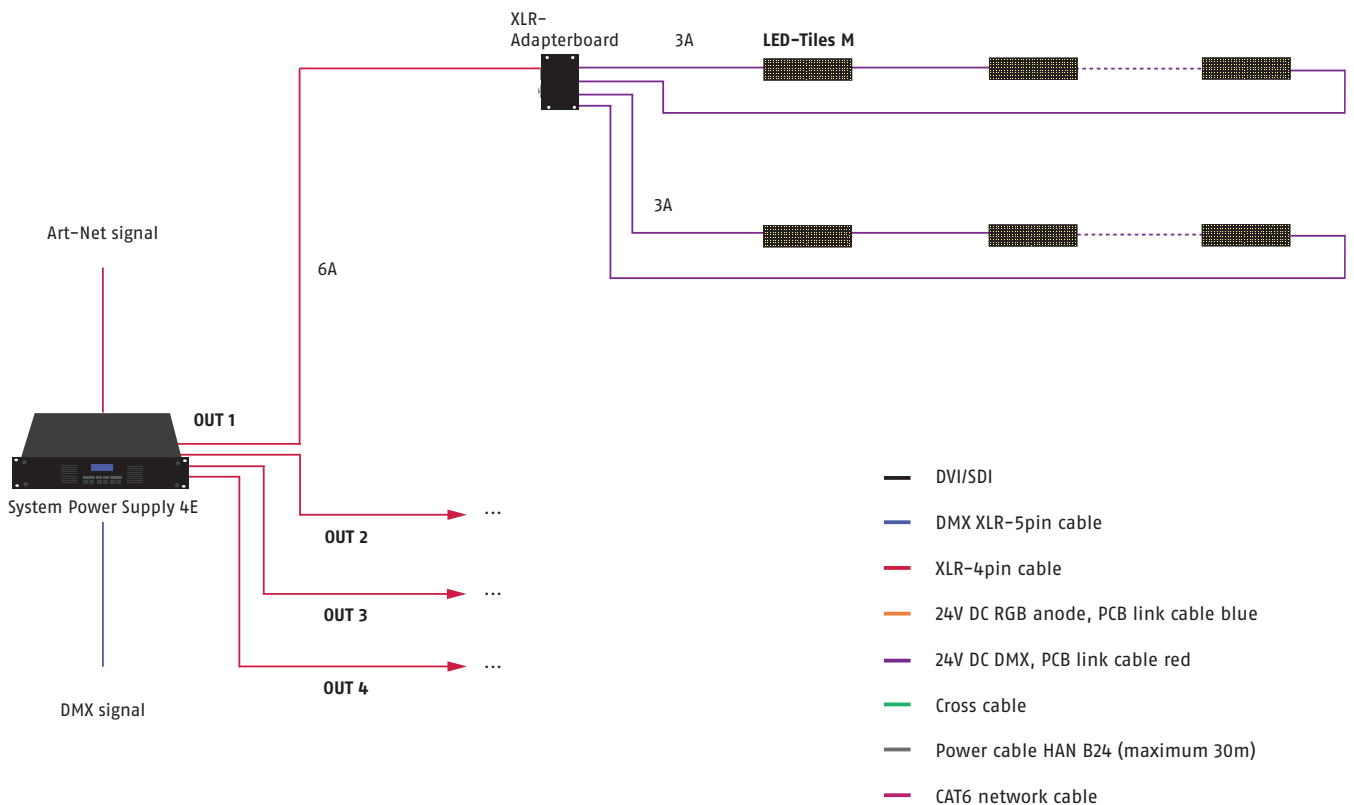 XLR-
Adapterboard
3A
LED-Tiles M
3A
Art-Net signal
6A
OUT 1
System Power Supply 4E
...
OUT 2
...
OUT 3
...
OUT 4
DMX signal
DVI/SDI
DMX XLR-5pin cable
XLR-4pin cable
24V DC RGB anode, PCB link cable blue
24V DC DMX, PCB link cable red
Cross cable
Power cable HAN B24 (maximum 30m)
CAT6 network cable